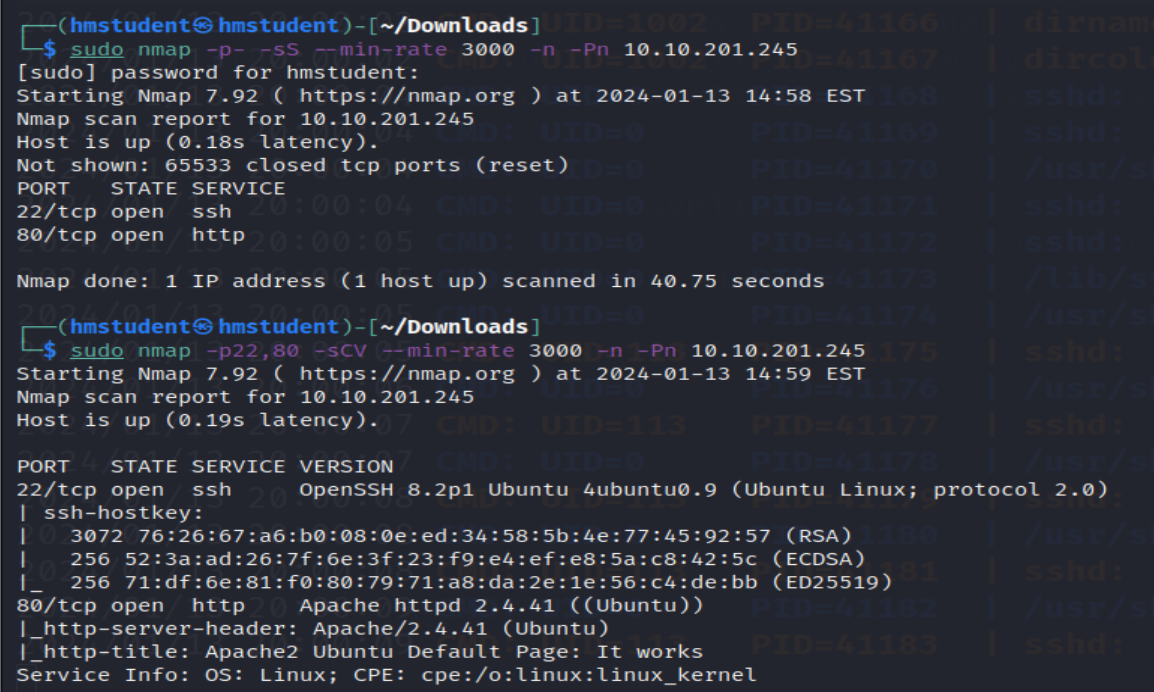 ┌──(hmstudent㉿hmstudent)-[~/Downloads]
└─$ sudo nmap -p- -sS --min-rate 3000 -n -Pn 10.10.201.245
[sudo] password for hmstudent:
Starting Nmap 7.92 ( https://nmap.org ) at 2024-01-13 14:58 EST
Nmap scan report for 10.10.201.245
Host is up (0.18s latency).
Not shown: 65533 closed tcp ports (reset)
PORT   STATE SERVICE
22/tcp open  ssh
80/tcp open  http
Nmap done: 1 IP address (1 host up) scanned in 40.75 seconds
┌──(hmstudent㉿hmstudent)-[~/Downloads]
└─$ sudo nmap -p22,80 -sCV --min-rate 3000 -n -Pn 10.10.201.245
Starting Nmap 7.92 ( https://nmap.org ) at 2024-01-13 14:59 EST
Nmap scan report for 10.10.201.245
Host is up (0.19s latency).
PORT   STATE SERVICE VERSION
22/tcp open  ssh     OpenSSH 8.2p1 Ubuntu 4ubuntu0.9 (Ubuntu Linux; protocol 2.0)
| ssh-hostkey:
|   3072 76:26:67:a6:b0:08:0e:ed:34:58:5b:4e:77:45:92:57 (RSA)
|   256 52:3a:ad:26:7f:6e:3f:23:f9:e4:ef:e8:5a:c8:42:5c (ECDSA)
|_  256 71:df:6e:81:f0:80:79:71:a8:da:2e:1e:56:c4:de:bb (ED25519)
80/tcp open  http    Apache httpd 2.4.41 ((Ubuntu))
|_http-server-header: Apache/2.4.41 (Ubuntu)
|_http-title: Apache2 Ubuntu Default Page: It works
Service Info: OS: Linux; CPE: cpe:/o:linux:linux_kernel